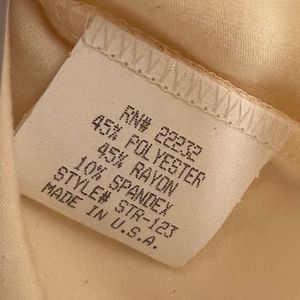 RN# 22232
45% POLYESTER
45% RAYON
10% SPANDEX
STYLE# STR-123
MADE IN U.S.A.